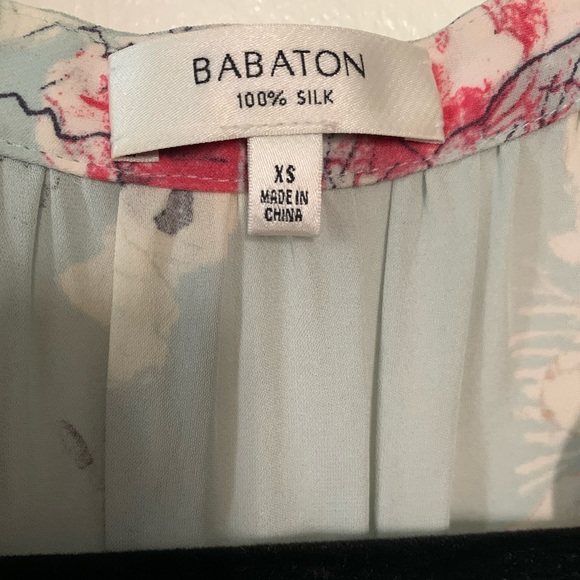 BABATON
100% SILK
XS
MADE IN
CHINA